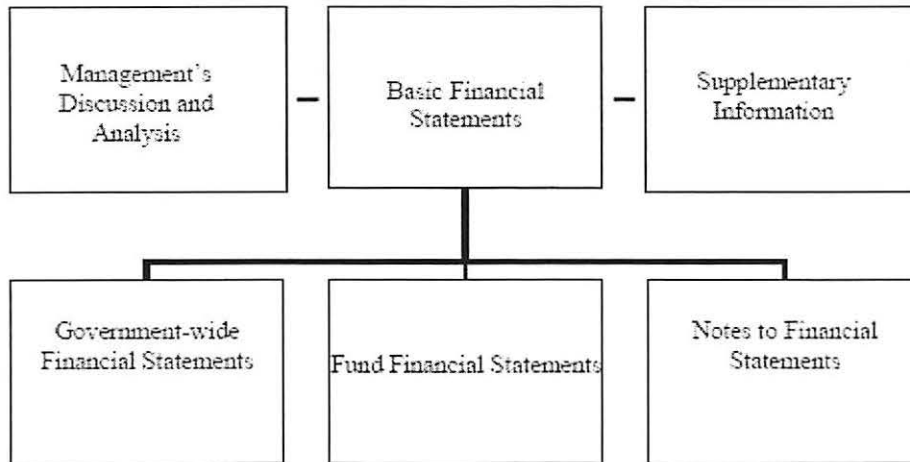 Management's
Discussion and
Analysis
Basic Financial
Statements
Supplementary
Information
Government-wide
Financial Statements
Fund Financial Statements
Notes to Financial
Statements